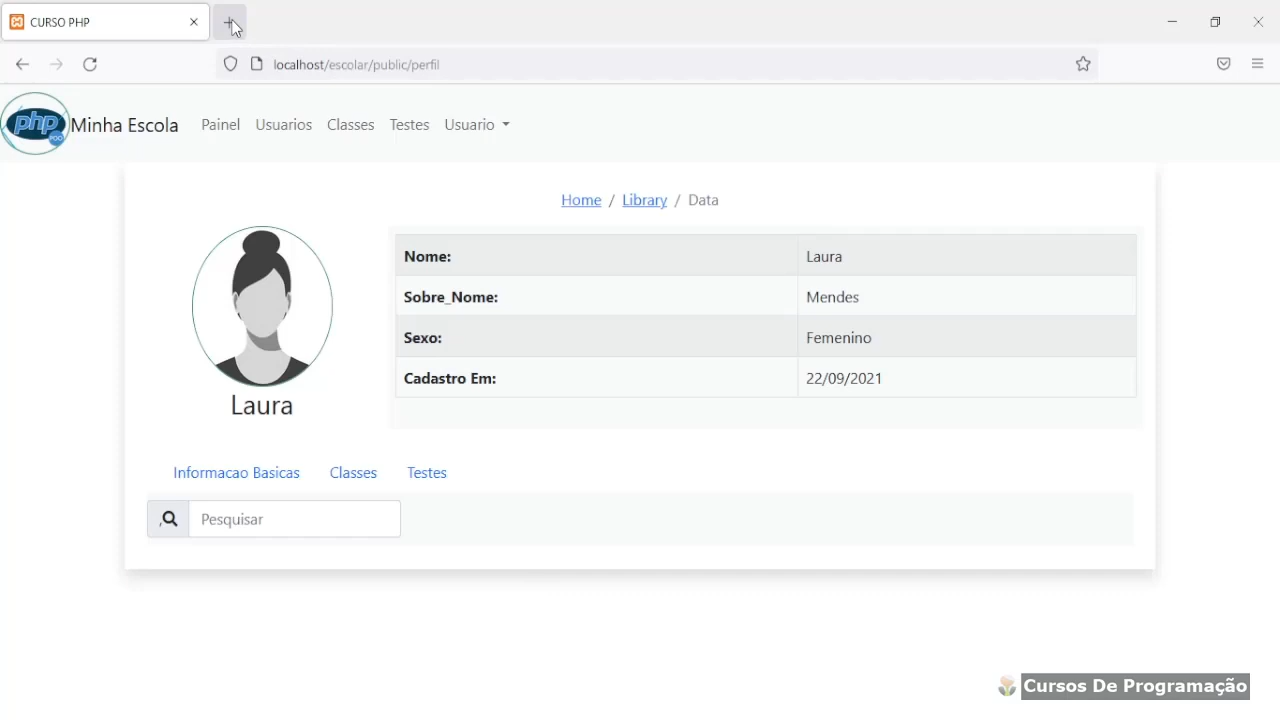 CURSO PHP
localhost/escolar/public/perfil
php Minha Escola Painel Usuarios Classes Testes Usuario
Home / Library / Data
Nome: Laura
Sobre_Nome: Mendes
Sexo: Femenino
Cadastro Em: 22/09/2021
Laura
Informacao Basicas Classes Testes
Pesquisar
Cursos De Programação